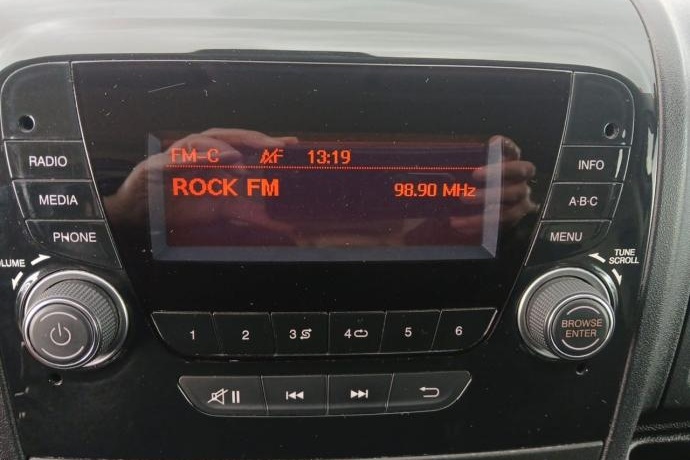 FM-C AF 13:19
ROCK FM 98.90 MHz
RADIO
MEDIA
PHONE
INFO
A-B-C
MENU
VOLUME
TUNE
SCROLL
BROWSE
ENTER
1 2 3 4 5 6